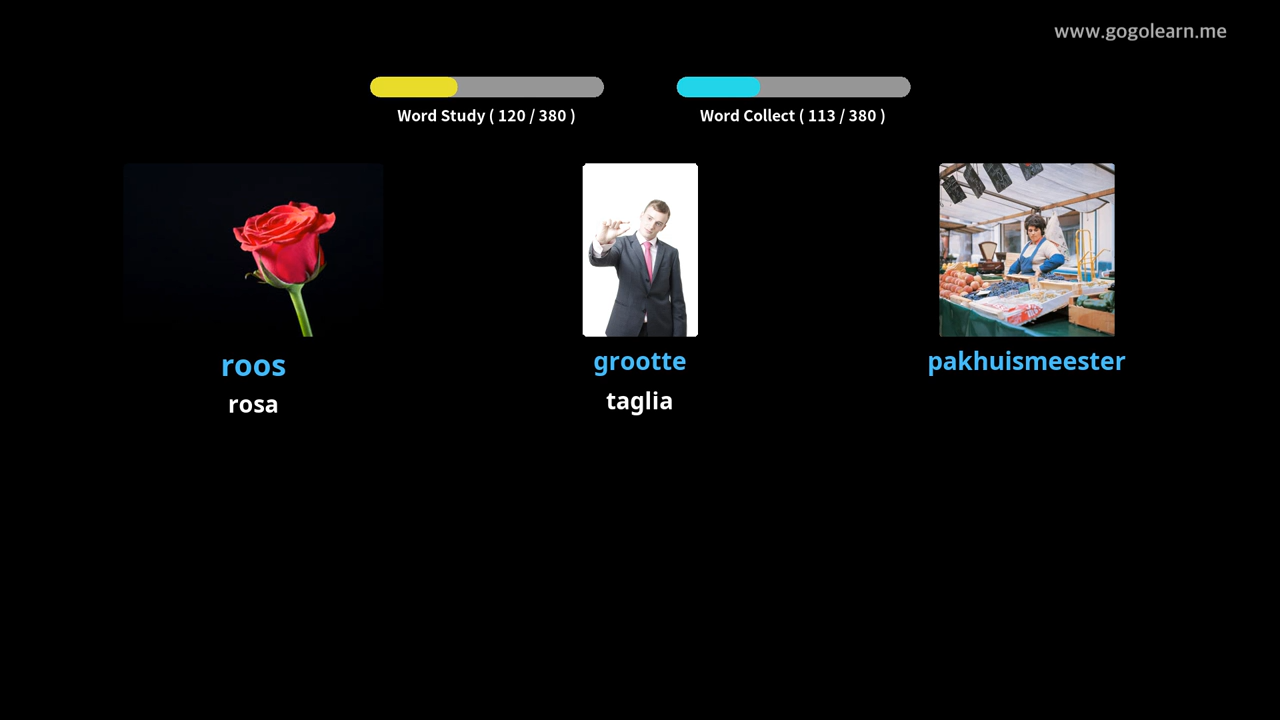 www.gogolearn.me
Word Study ( 120 / 380 )
Word Collect ( 113 / 380 )
roos
rosa
grootte
taglia
pakhuismeester